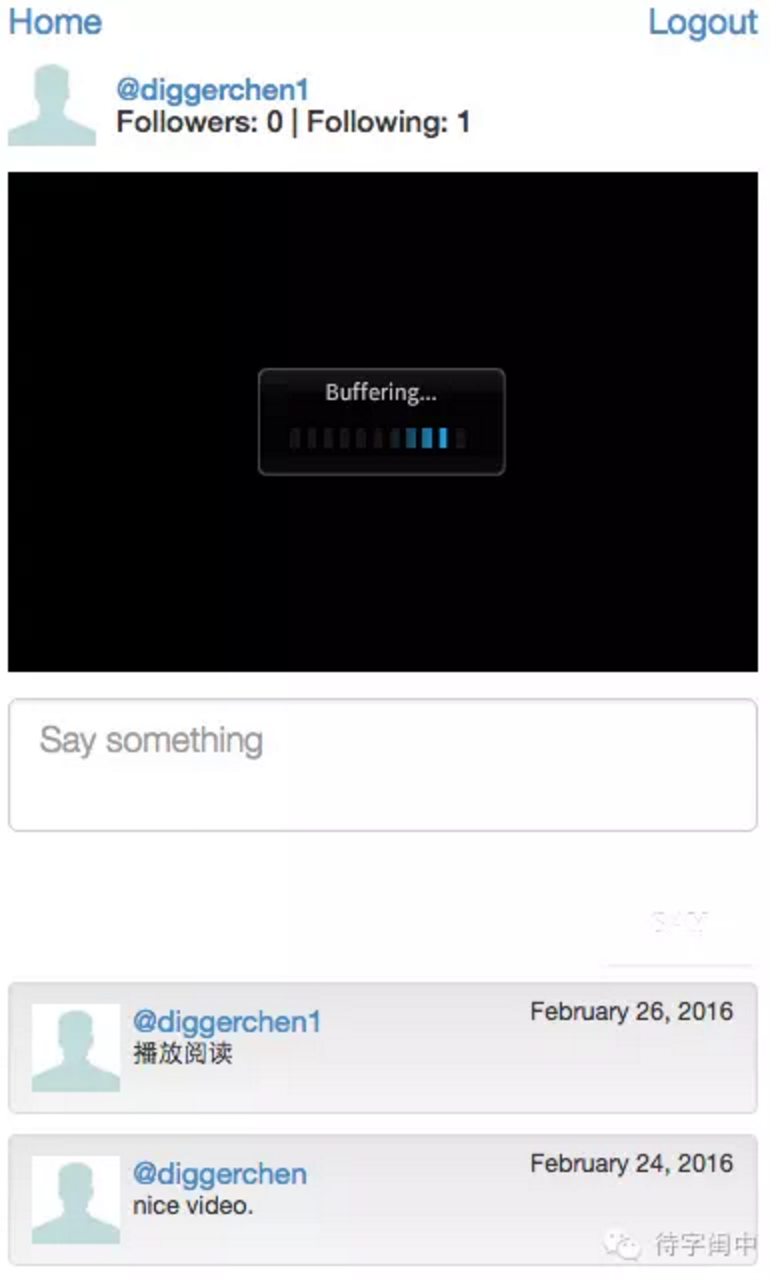 Home
Logout
@diggerchen1
Followers: 0 | Following: 1
Buffering...
Say something
SAY
@diggerchen1
February 26, 2016
播放阅读
@diggerchen
February 24, 2016
nice video.
待字闺中